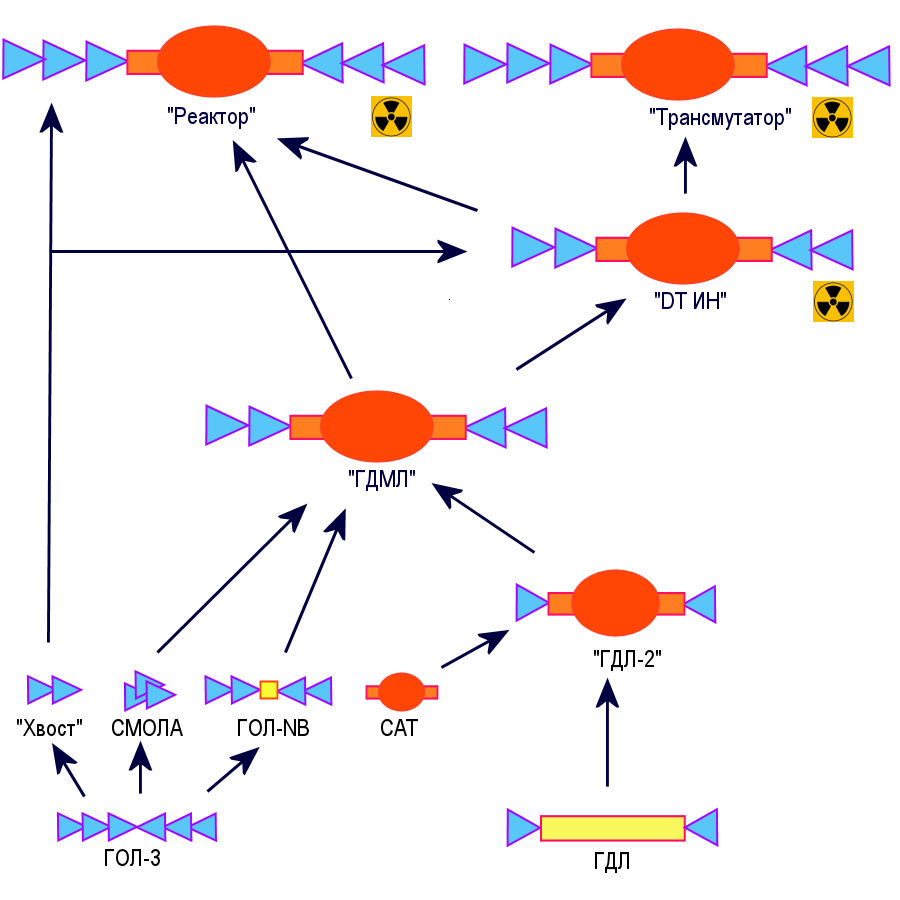 "Реактор"
"Трансмутатор"
"DT ИН"
"ГДМЛ"
"ГДЛ-2"
"Хвост"
СМОЛА
ГОЛ-NB
САТ
ГОЛ-3
ГДЛ